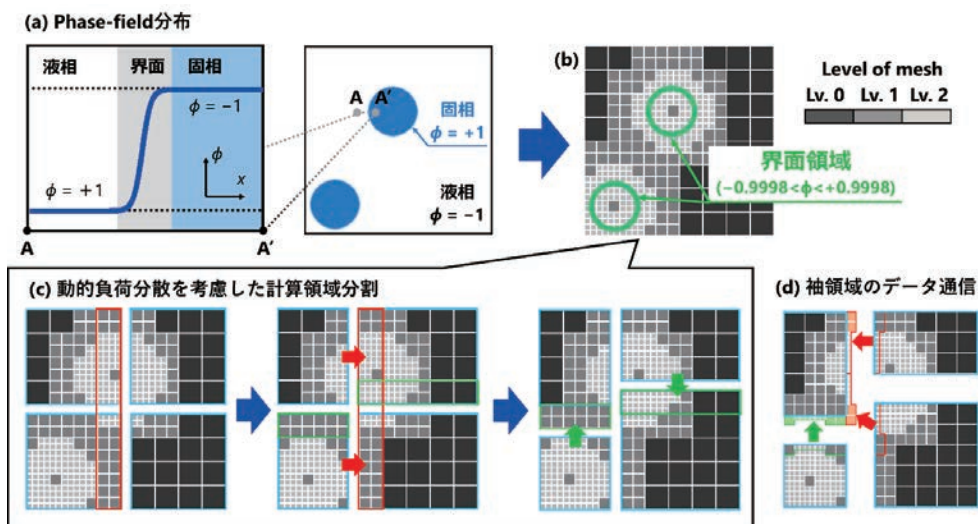 (a) Phase-field分布
液相 界面 固相
ϕ = −1
ϕ
x
ϕ = +1
A A′
A A′
固相
ϕ = +1
液相
ϕ = −1
(b)
Level of mesh
Lv. 0 Lv. 1 Lv. 2
界面領域
(−0.9998<ϕ<+0.9998)
(c) 動的負荷分散を考慮した計算領域分割
(d) 袖領域のデータ通信